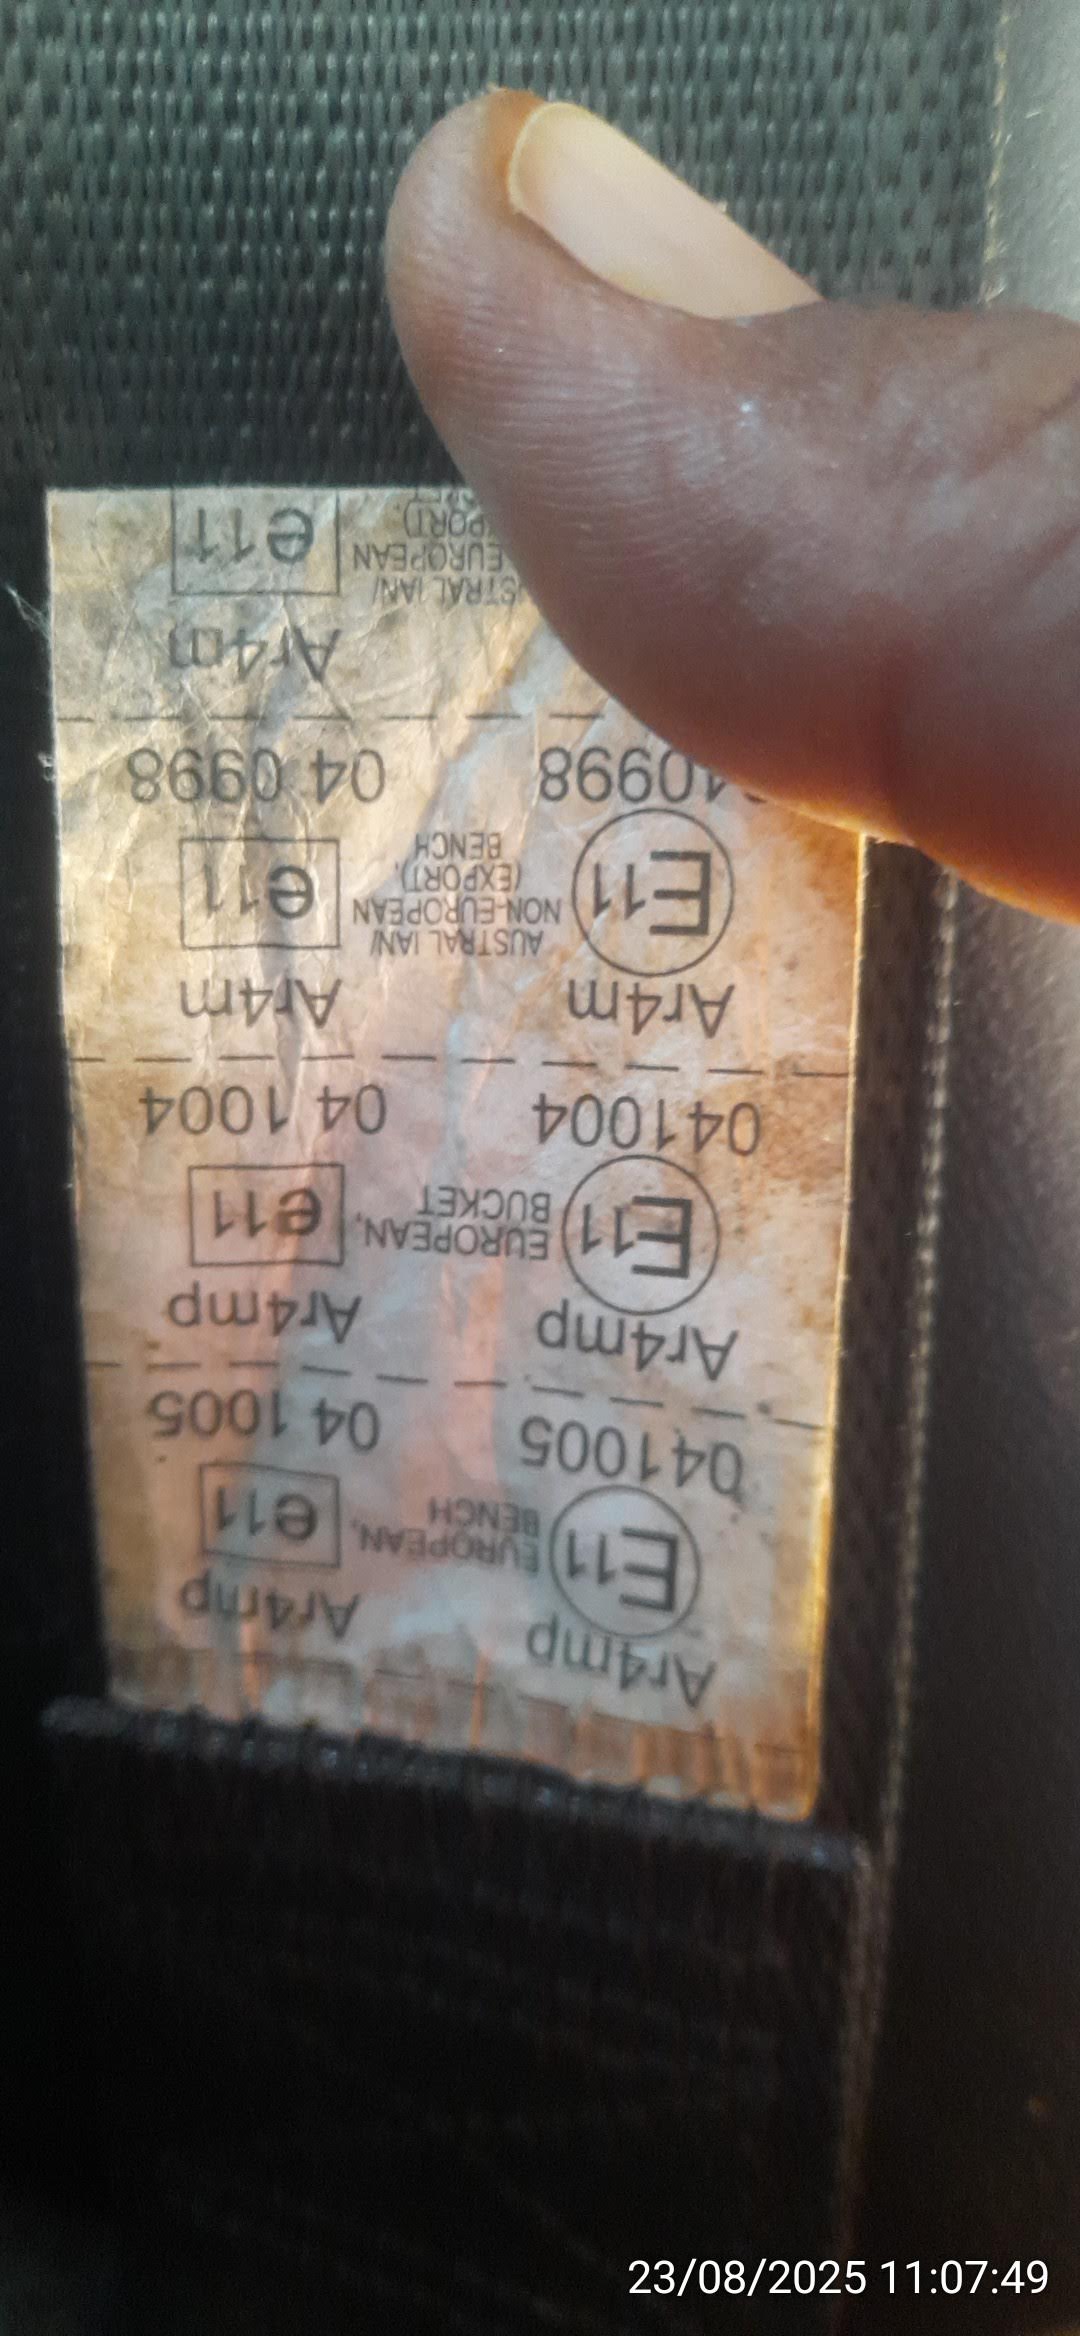 Ar4mp Ar4mp
E11 EUROPEAN, e11
BENCH
041005 04 1005
Ar4mp Ar4mp
E11 EUROPEAN, e11
BUCKET
041004 04 1004
Ar4m Ar4m
AUSTRALIAN/
E11 NON-EUROPEAN e11
(EXPORT),
BENCH
04 0998
Ar4m
EUROPEAN
e11
23/08/2025 11:07:49